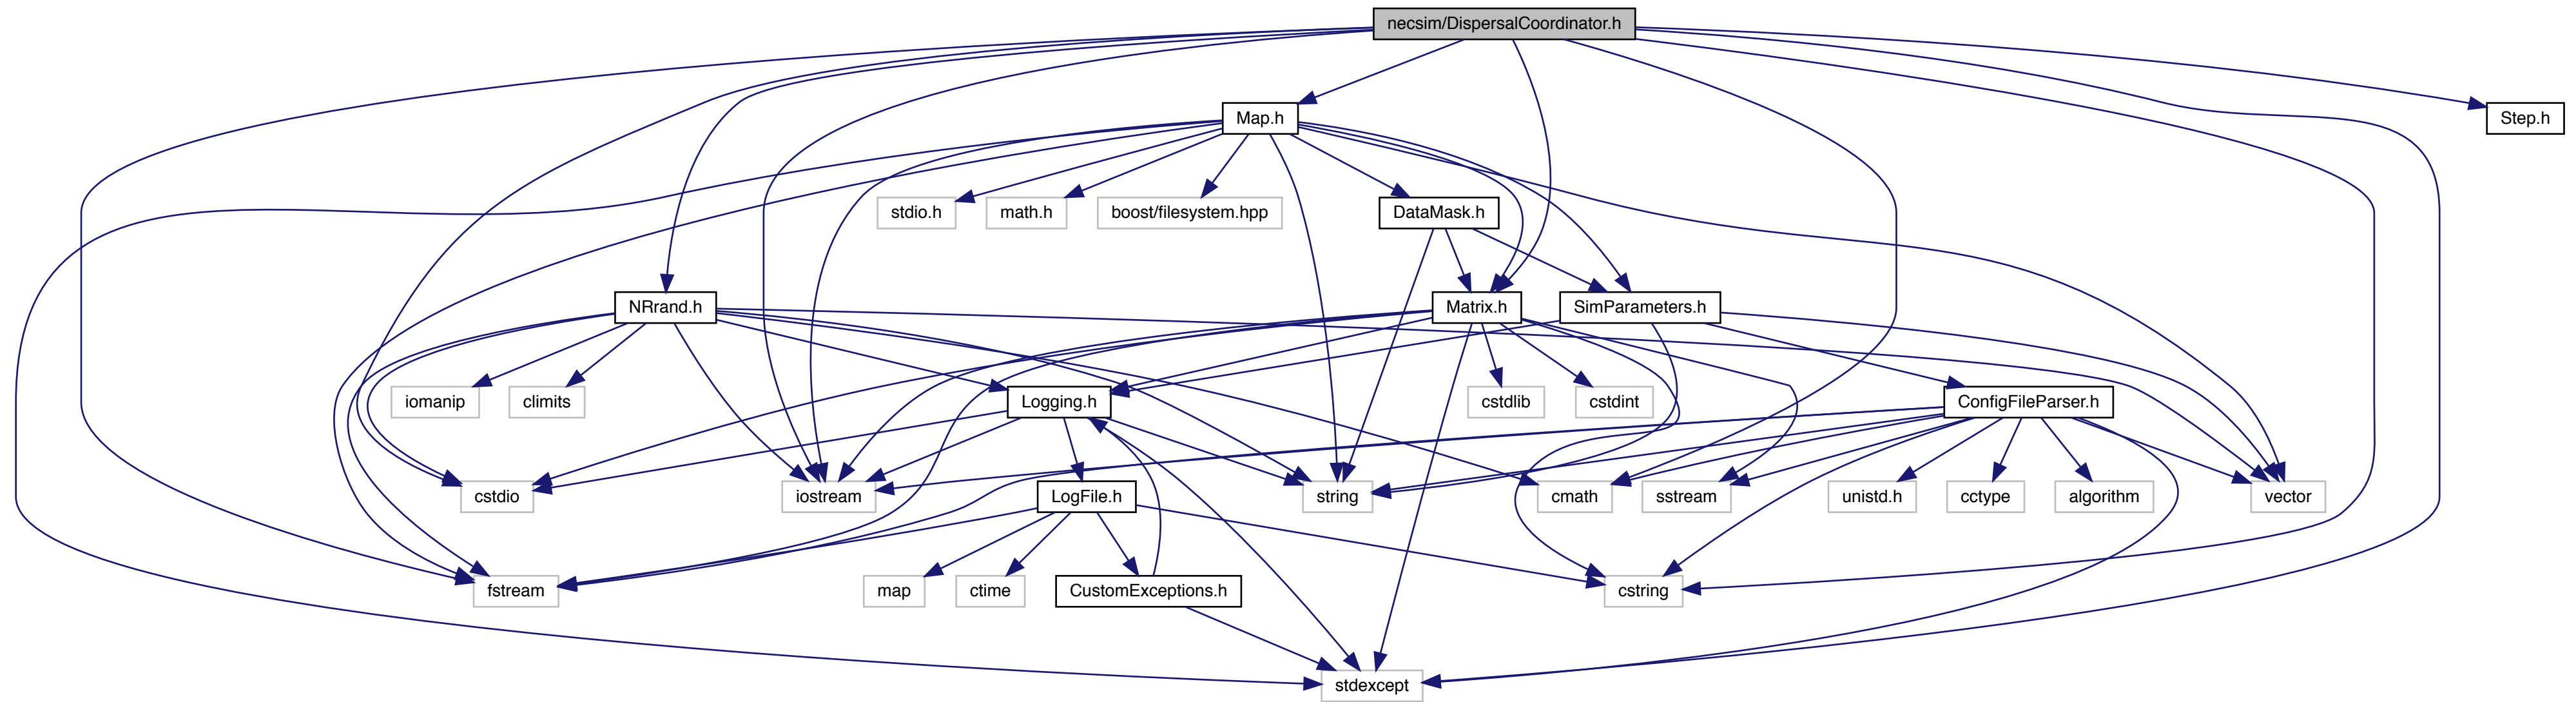 necsim/DispersalCoordinator.h
Map.h
Step.h
stdio.h
math.h
boost/filesystem.hpp
DataMask.h
NRrand.h
Matrix.h
SimParameters.h
iomanip
climits
Logging.h
cstdlib
cstdint
ConfigFileParser.h
cstdio
iostream
LogFile.h
string
cmath
sstream
unistd.h
cctype
algorithm
vector
fstream
map
ctime
CustomExceptions.h
cstring
stdexcept